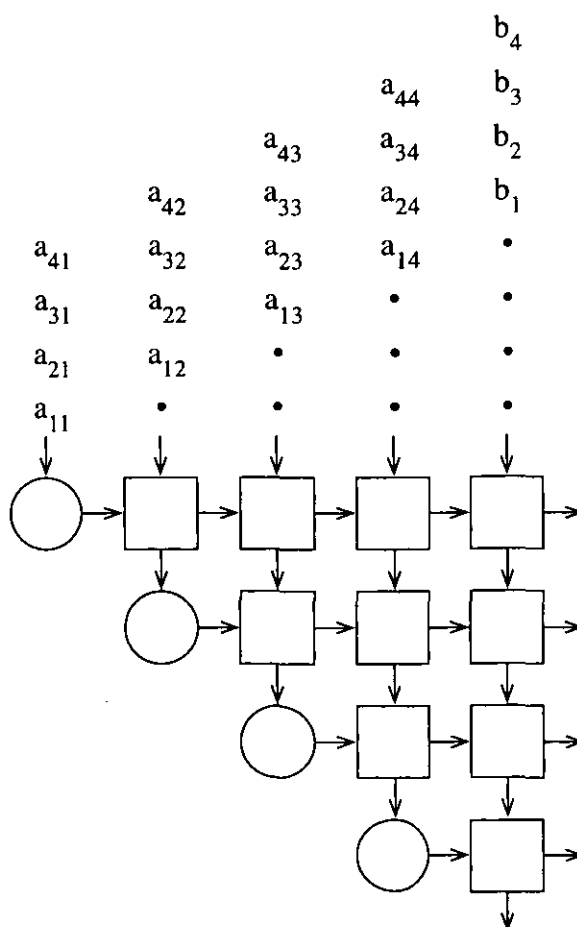 b₄
a₄₄ b₃
a₄₃ a₃₄ b₂
a₄₂ a₃₃ a₂₄ b₁
a₄₁ a₃₂ a₂₃ a₁₄ •
a₃₁ a₂₂ a₁₃ • •
a₂₁ a₁₂ • • •
a₁₁ • • • •